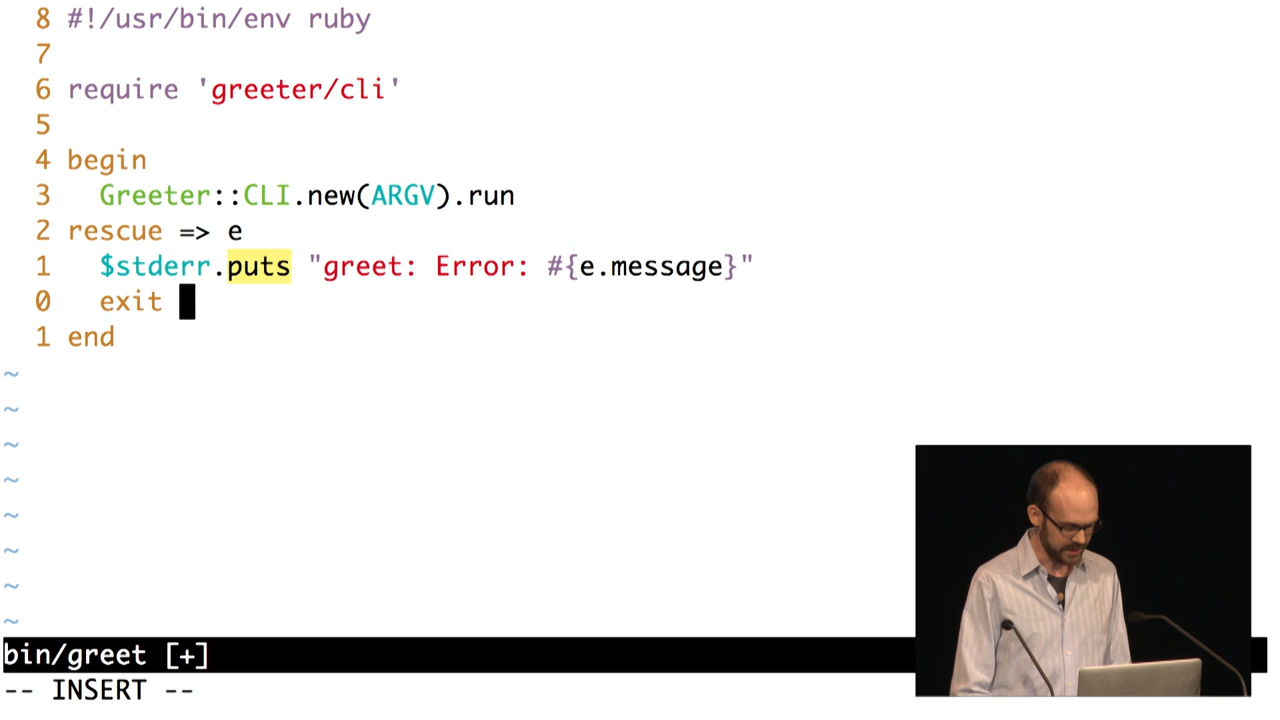 8 #!/usr/bin/env ruby
7
6 require 'greeter/cli'
5
4 begin
3   Greeter::CLI.new(ARGV).run
2 rescue => e
1   $stderr.puts "greet: Error: #{e.message}"
0   exit
1 end
~
~
~
~
~
~
~
~
bin/greet [+]
-- INSERT --